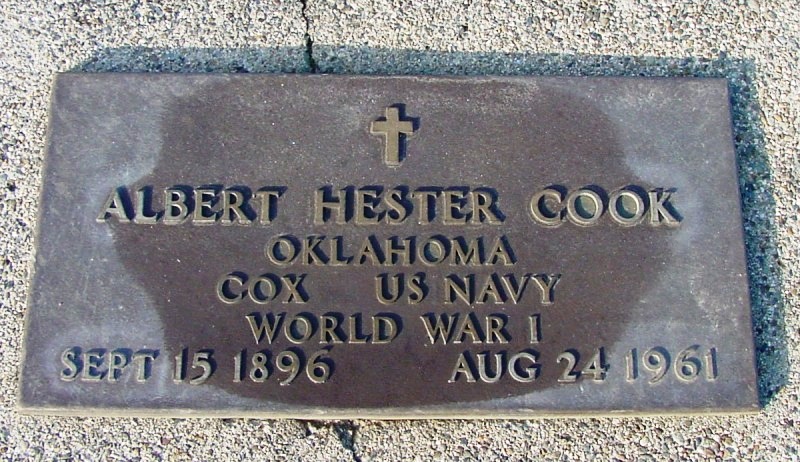 ALBERT HESTER COOK
OKLAHOMA
COX US NAVY
WORLD WAR I
SEPT 15 1896 AUG 24 1961